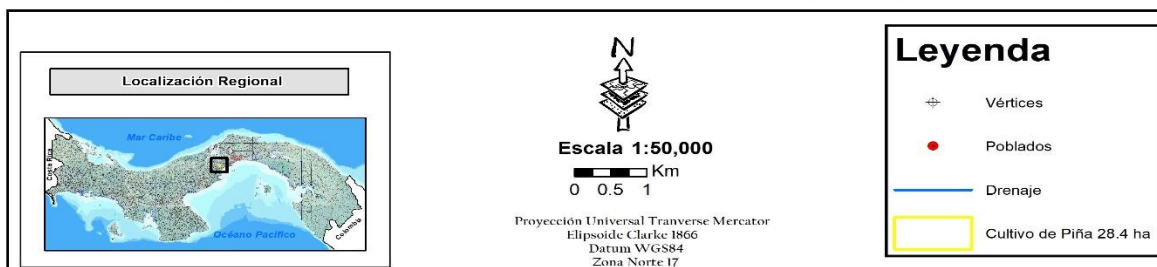 Localización Regional
Mar Caribe
Costa Rica
Océano Pacífico
Colombia
N
Escala 1:50,000
Km
0 0.5 1
Proyección Universal Tranverse Mercator
Elipsoide Clarke 1866
Datum WGS84
Zona Norte 17
Leyenda
Vértices
Poblados
Drenaje
Cultivo de Piña 28.4 ha